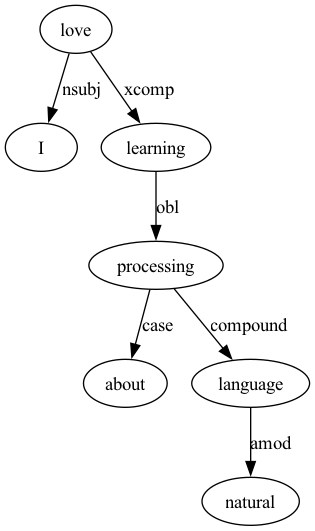 love
nsubj xcomp
I learning
obl
processing
case compound
about language
amod
natural